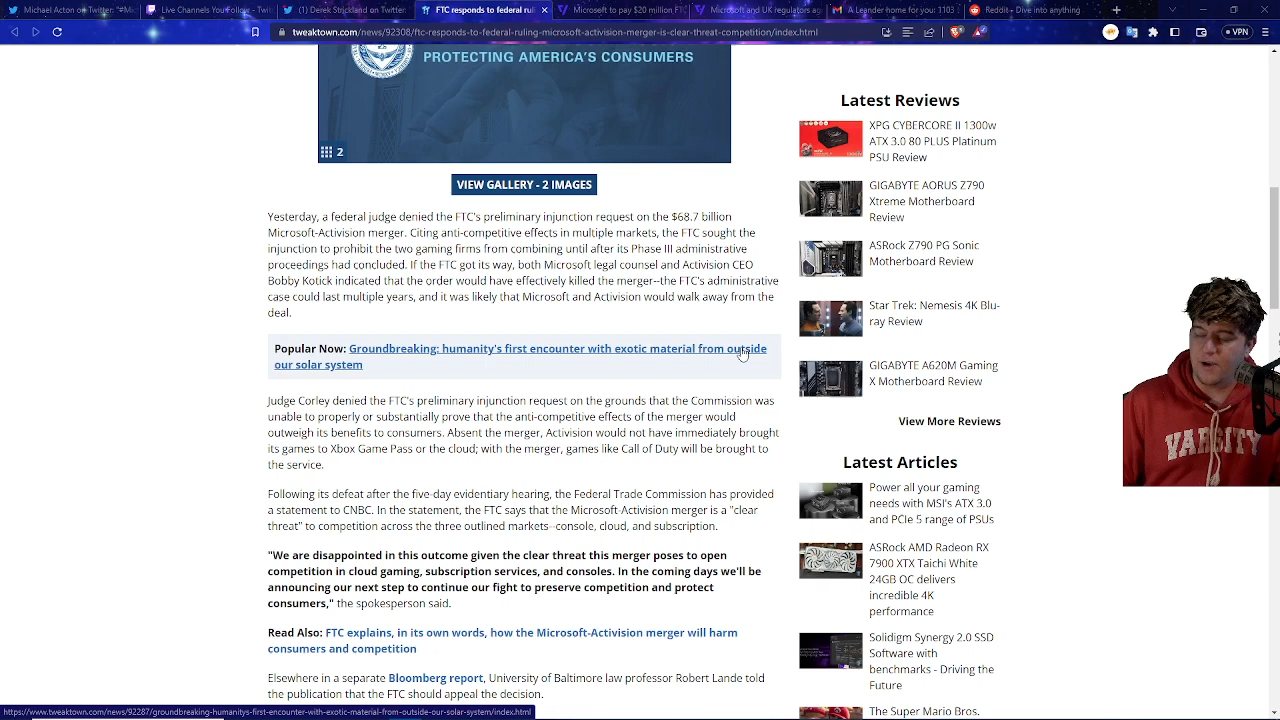 Michael Acton on Twitter: "#Mic
Live Channels You Follow - Twit
(1) Derek Strickland on Twitter:
FTC responds to federal ruli
Microsoft to pay $20 million FT
Microsoft and UK regulators ag
A Leander home for you: 1103
Reddit - Dive into anything
tweaktown.com/news/92308/ftc-responds-to-federal-ruling-microsoft-activision-merger-is-clear-threat-competition/index.html
VPN
PROTECTING AMERICA'S CONSUMERS
2
VIEW GALLERY - 2 IMAGES
Yesterday, a federal judge denied the FTC's preliminary injunction request on the $68.7 billion
Microsoft-Activision merger. Citing anti-competitive effects in multiple markets, the FTC sought the
injunction to prohibit the two gaming firms from combining until after its Phase III administrative
proceedings had concluded. If the FTC got its way, both Microsoft legal counsel and Activision CEO
Bobby Kotick indicated that the order would have effectively killed the merger--the FTC's administrative
case could last multiple years, and it was likely that Microsoft and Activision would walk away from the
deal.
Popular Now: Groundbreaking: humanity's first encounter with exotic material from outside
our solar system
Judge Corley denied the FTC's preliminary injunction request on the grounds that the Commission was
unable to properly or substantially prove that the anti-competitive effects of the merger would
outweigh its benefits to consumers. Absent the merger, Activision would not have immediately brought
its games to Xbox Game Pass or the cloud; with the merger, games like Call of Duty will be brought to
the service.
Following its defeat after the five-day evidentiary hearing, the Federal Trade Commission has provided
a statement to CNBC. In the statement, the FTC says that the Microsoft-Activision merger is a "clear
threat" to competition across the three outlined markets--console, cloud, and subscription.
"We are disappointed in this outcome given the clear threat this merger poses to open
competition in cloud gaming, subscription services, and consoles. In the coming days we'll be
announcing our next step to continue our fight to preserve competition and protect
consumers," the spokesperson said.
Read Also: FTC explains, in its own words, how the Microsoft-Activision merger will harm
consumers and competition
Elsewhere in a separate Bloomberg report, University of Baltimore law professor Robert Lande told
the publication that the FTC should appeal the decision.
https://www.tweaktown.com/news/92287/groundbreaking-humanitys-first-encounter-with-exotic-material-from-outside-our-solar-system/index.html
Latest Reviews
XPG CYBERCORE II 1300w
ATX 3.0 80 PLUS Platinum
PSU Review
GIGABYTE AORUS Z790
Xtreme Motherboard
Review
ASRock Z790 PG Sonic
Motherboard Review
Star Trek: Nemesis 4K Blu-
ray Review
GIGABYTE A620M Gaming
X Motherboard Review
View More Reviews
Latest Articles
Power all your gaming
needs with MSI's ATX 3.0
and PCIe 5 range of PSUs
ASRock AMD Radeon RX
7900 XTX Taichi White
24GB OC delivers
incredible 4K
performance
Solidigm Synergy 2.0 SSD
Software with
benchmarks - Driving the
Future
The Super Mario Bros.
VARSITY